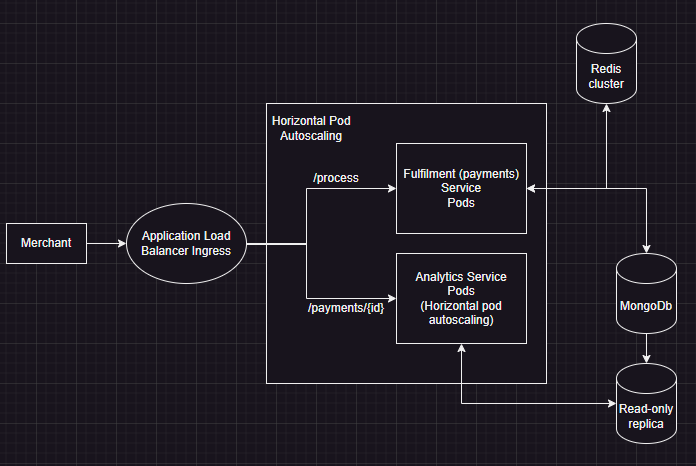 Redis
cluster
Horizontal Pod
Autoscaling
/process
Fulfilment (payments)
Service
Pods
Merchant
Application Load
Balancer Ingress
Analytics Service
Pods
(Horizontal pod
autoscaling)
/payments/{id}
MongoDb
Read-only
replica